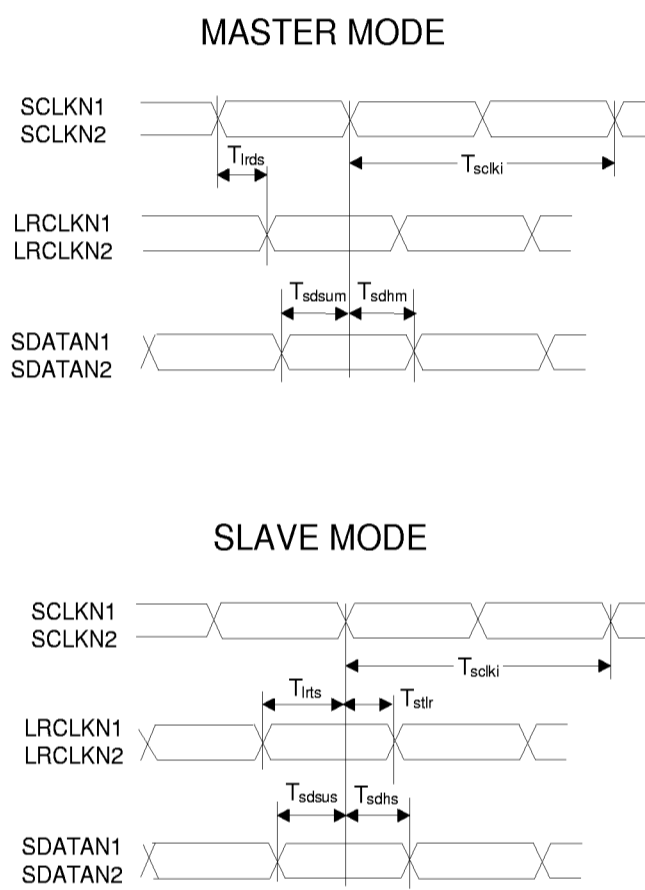 MASTER MODE
SCLKN1
SCLKN2
Tlrds
Tsclki
LRCLKN1
LRCLKN2
Tsdsum Tsdhm
SDATAN1
SDATAN2
SLAVE MODE
SCLKN1
SCLKN2
Tsclki
Tlrts Tstlr
LRCLKN1
LRCLKN2
Tsdsus Tsdhs
SDATAN1
SDATAN2